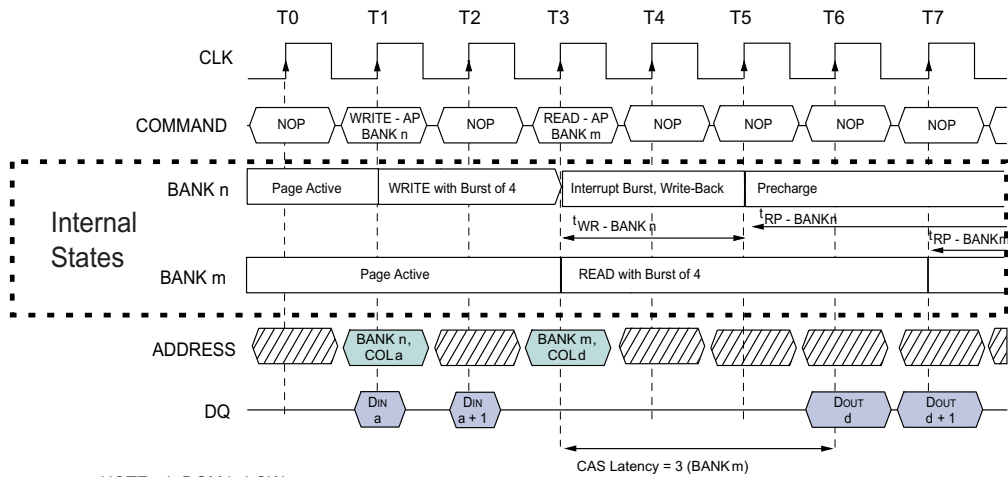 T0 T1 T2 T3 T4 T5 T6 T7
CLK
COMMAND
NOP
WRITE - AP
BANK n
NOP
READ - AP
BANK m
NOP
NOP
NOP
NOP
Internal
States
BANK n
Page Active
WRITE with Burst of 4
Interrupt Burst, Write-Back
Precharge
tWR - BANK n
tRP - BANK n
tRP - BANK m
BANK m
Page Active
READ with Burst of 4
ADDRESS
BANK n,
COL a
BANK m,
COL d
DQ
DIN
a
DIN
a + 1
DOUT
d
DOUT
d + 1
CAS Latency = 3 (BANK m)